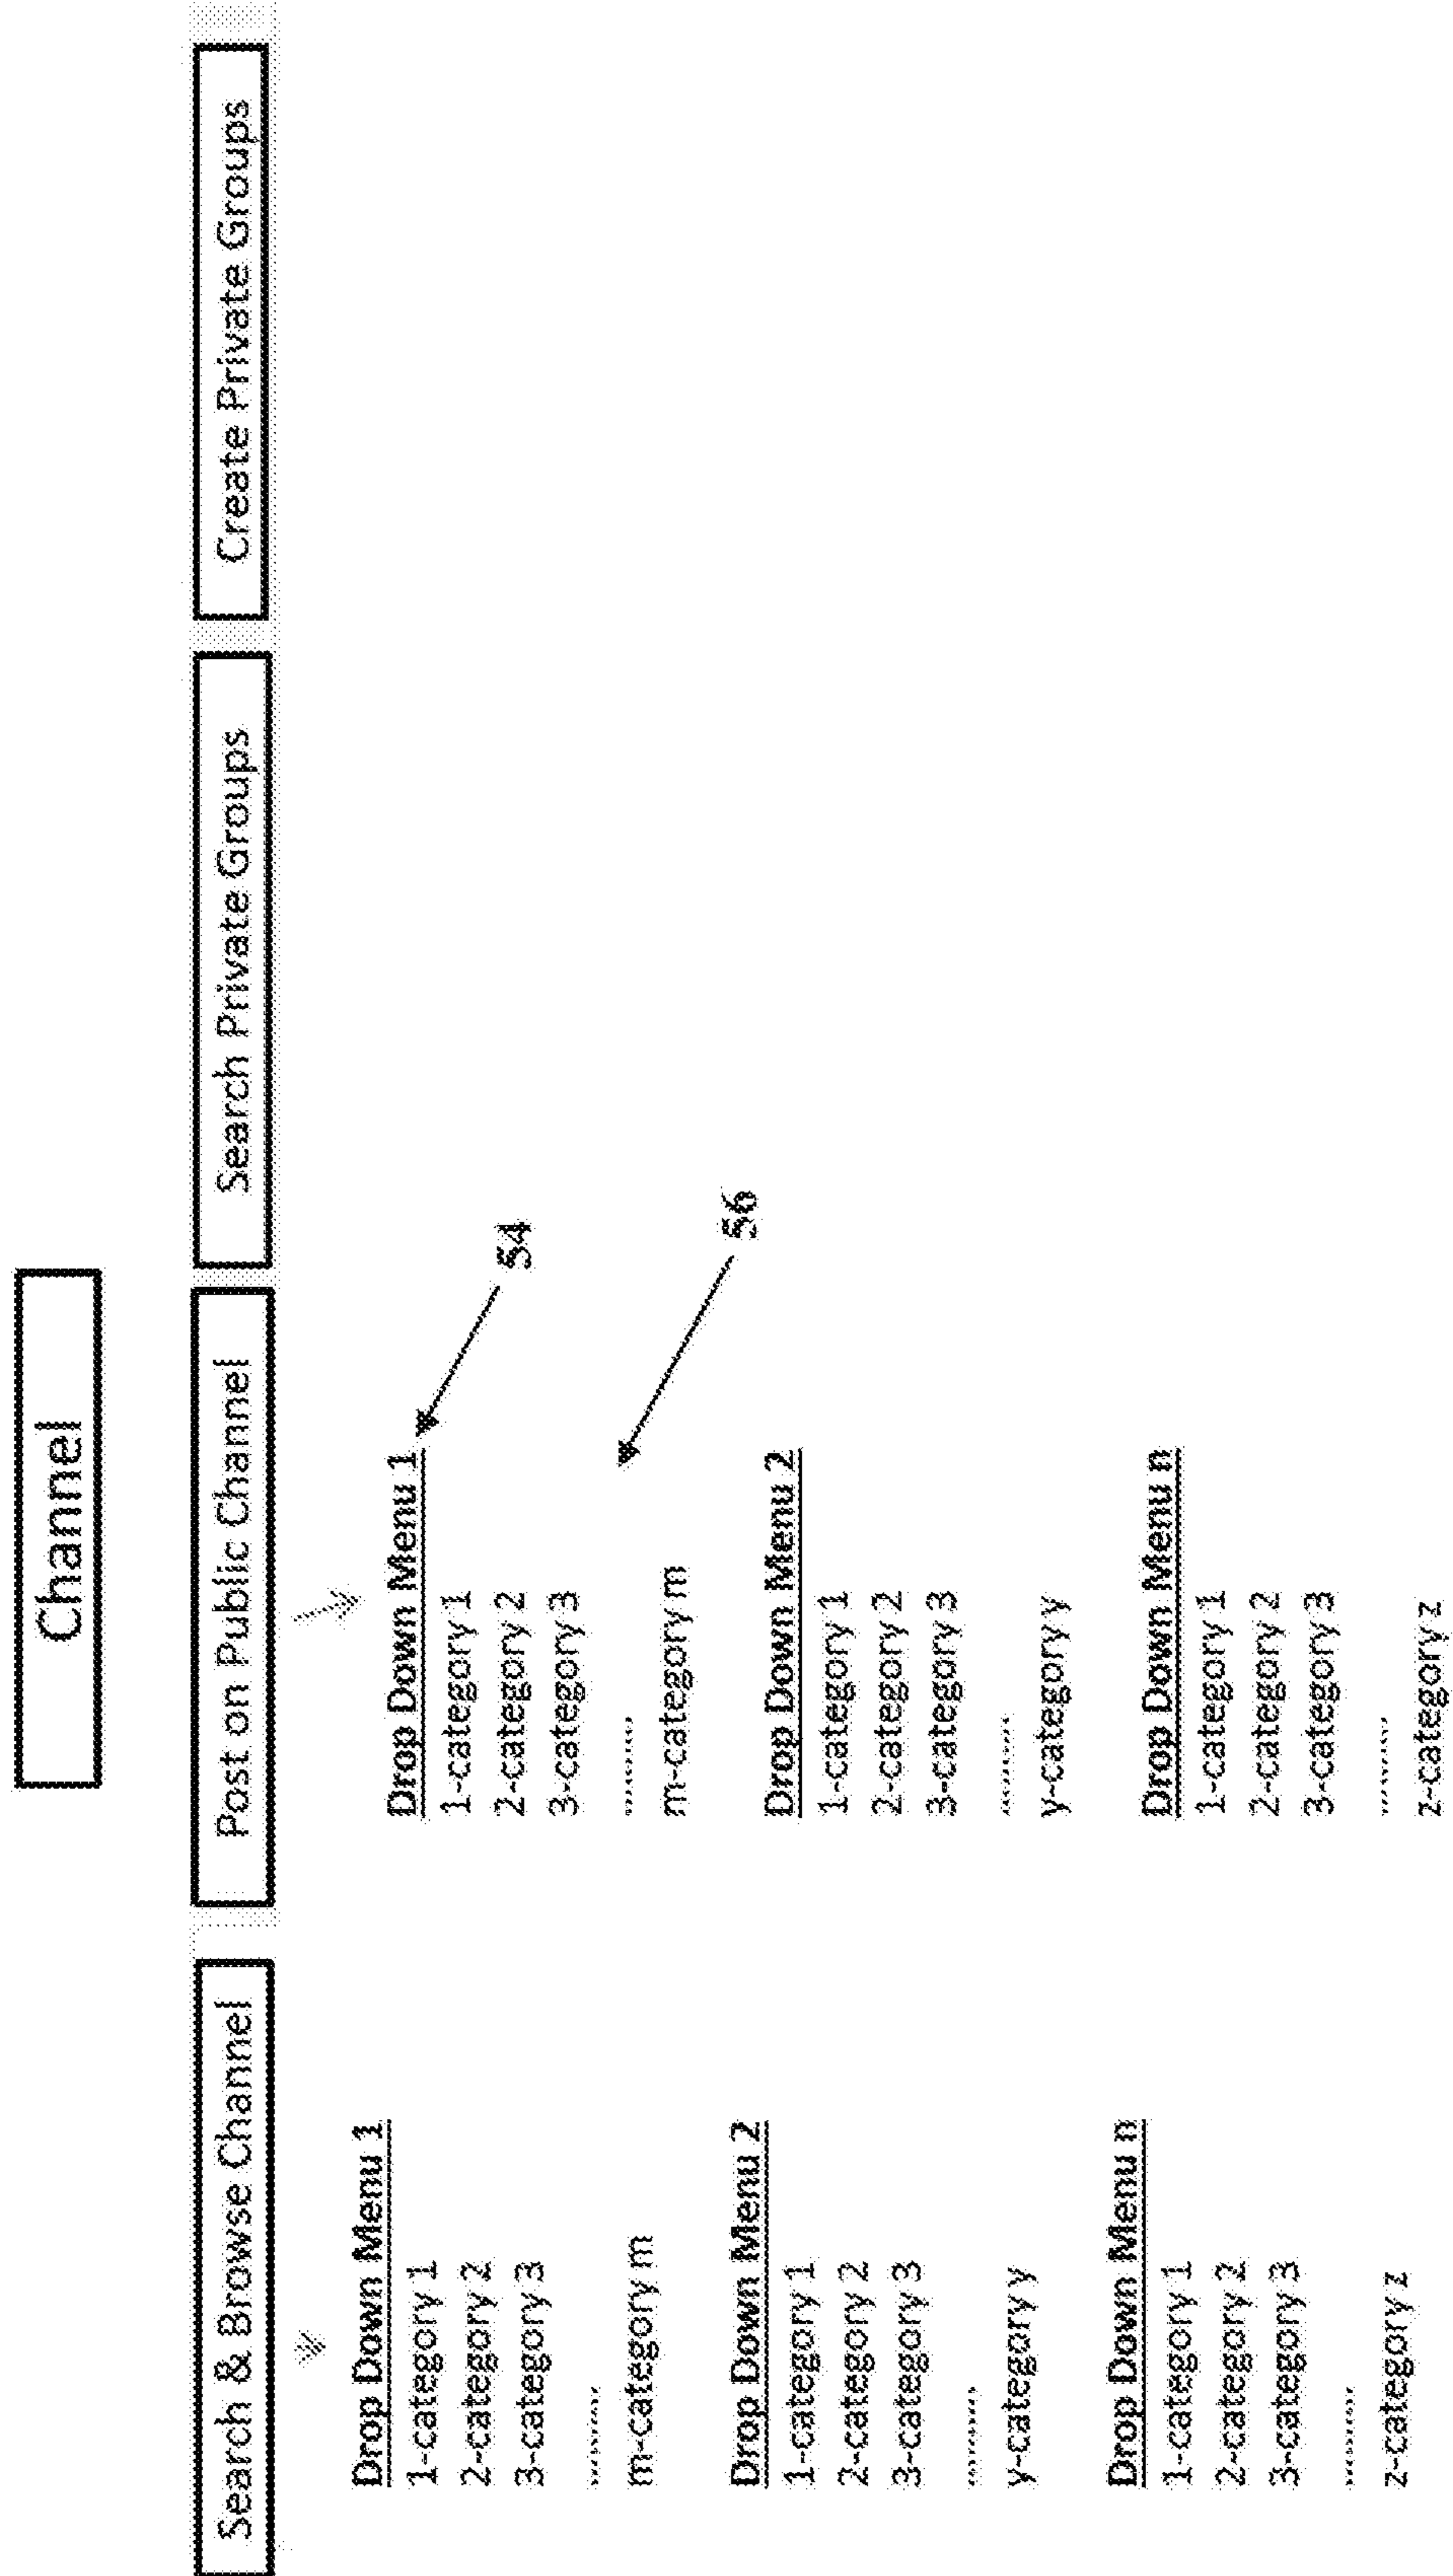 Channel
Search & Browse Channel
Post on Public Channel
Search Private Groups
Create Private Groups
Drop Down Menu 1
1-category 1
2-category 2
3-category 3
........
m-category m
Drop Down Menu 2
1-category 1
2-category 2
3-category 3
........
y-category y
Drop Down Menu n
1-category 1
2-category 2
3-category 3
........
z-category z
Drop Down Menu 1
1-category 1
2-category 2
3-category 3
........
m-category m
Drop Down Menu 2
1-category 1
2-category 2
3-category 3
........
y-category y
Drop Down Menu n
1-category 1
2-category 2
3-category 3
........
z-category z
54
56